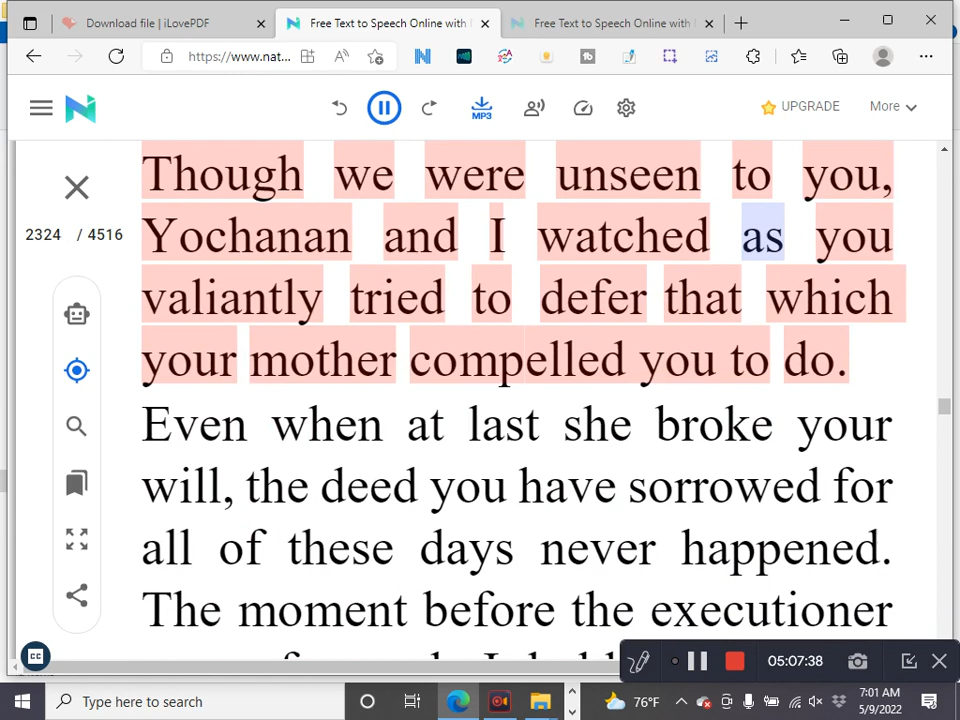 Download file | iLovePDF
Free Text to Speech Online with
Free Text to Speech Online with
https://www.nat...
MP3
UPGRADE
More
2324 / 4516
Though we were unseen to you,
Yochanan and I watched as you
valiantly tried to defer that which
your mother compelled you to do.
Even when at last she broke your
will, the deed you have sorrowed for
all of these days never happened.
The moment before the executioner
CC
05:07:38
Type here to search
76°F
7:01 AM
5/9/2022